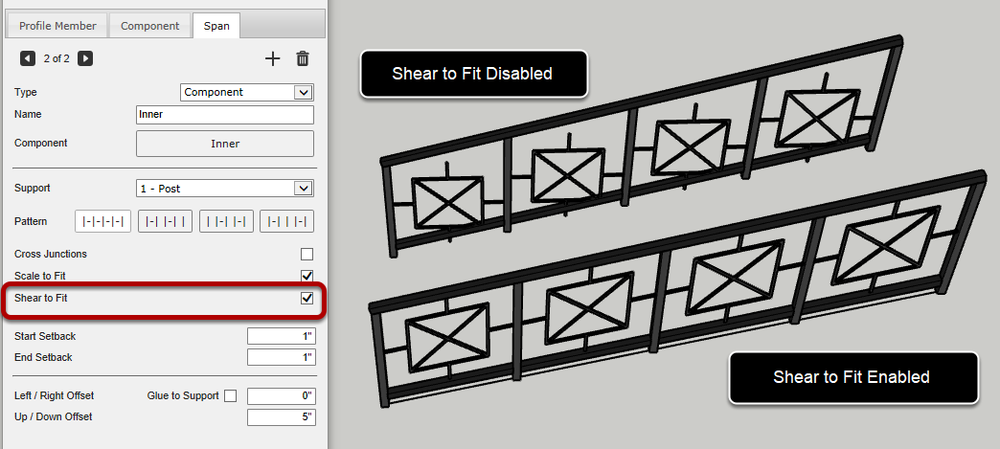 Profile Member Component Span
2 of 2
Type Component
Name Inner
Component Inner
Support 1 - Post
Pattern |-|-|-|-| |-| |-| | | |-| |-| |-| | |-|
Cross Junctions
Scale to Fit
Shear to Fit
Start Setback 1"
End Setback 1"
Left / Right Offset Glue to Support 0"
Up / Down Offset 5"
Shear to Fit Disabled
Shear to Fit Enabled